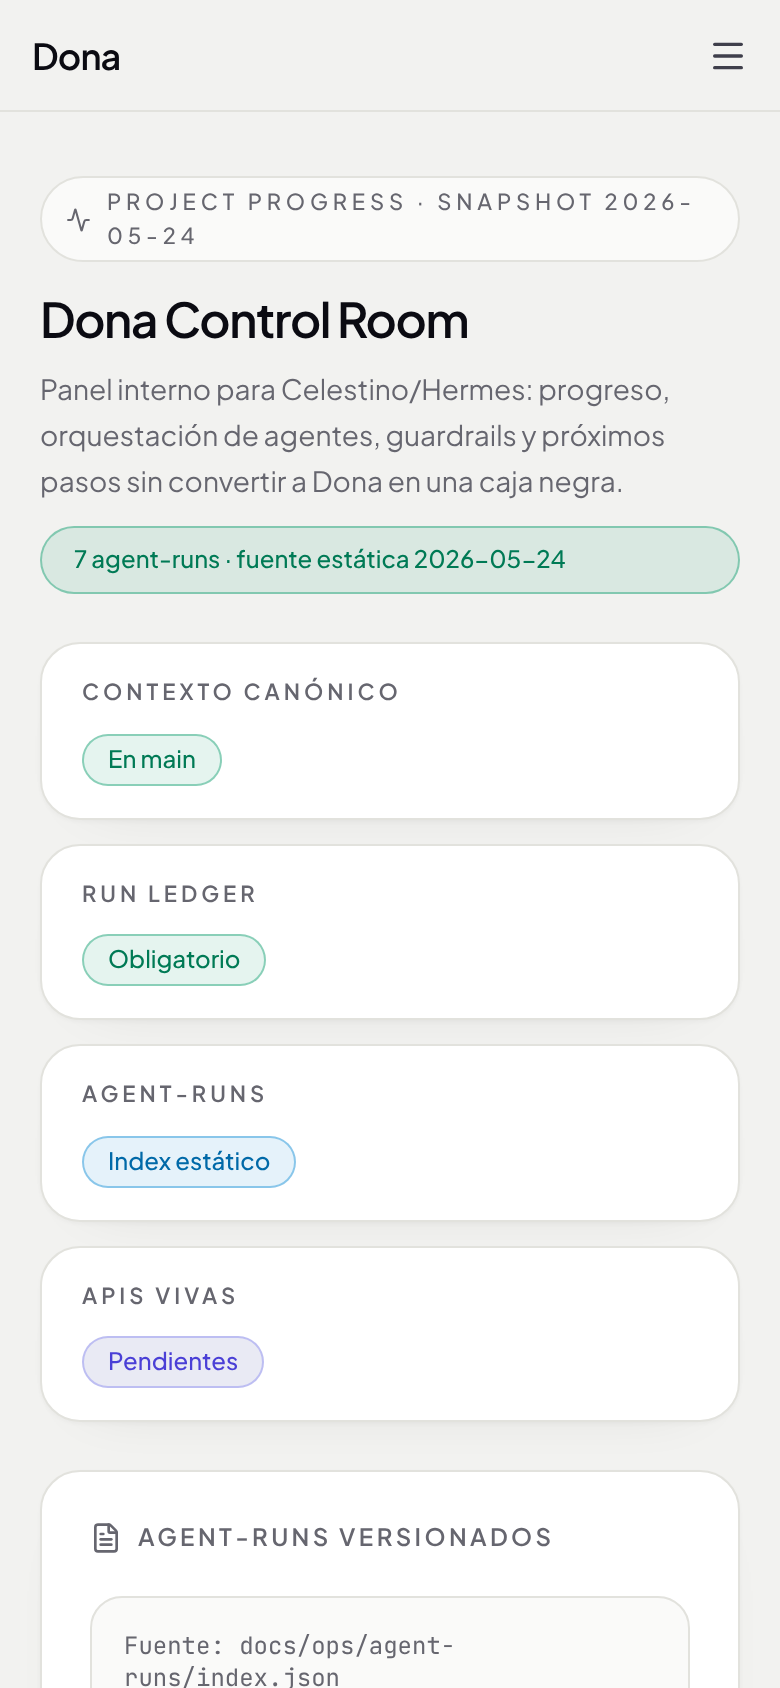 Dona
PROJECT PROGRESS · SNAPSHOT 2026-
05-24
Dona Control Room
Panel interno para Celestino/Hermes: progreso,
orquestación de agentes, guardrails y próximos
pasos sin convertir a Dona en una caja negra.
7 agent-runs · fuente estática 2026-05-24
CONTEXTO CANÓNICO
En main
RUN LEDGER
Obligatorio
AGENT-RUNS
Index estático
APIS VIVAS
Pendientes
AGENT-RUNS VERSIONADOS
Fuente: docs/ops/agent-
runs/index.json